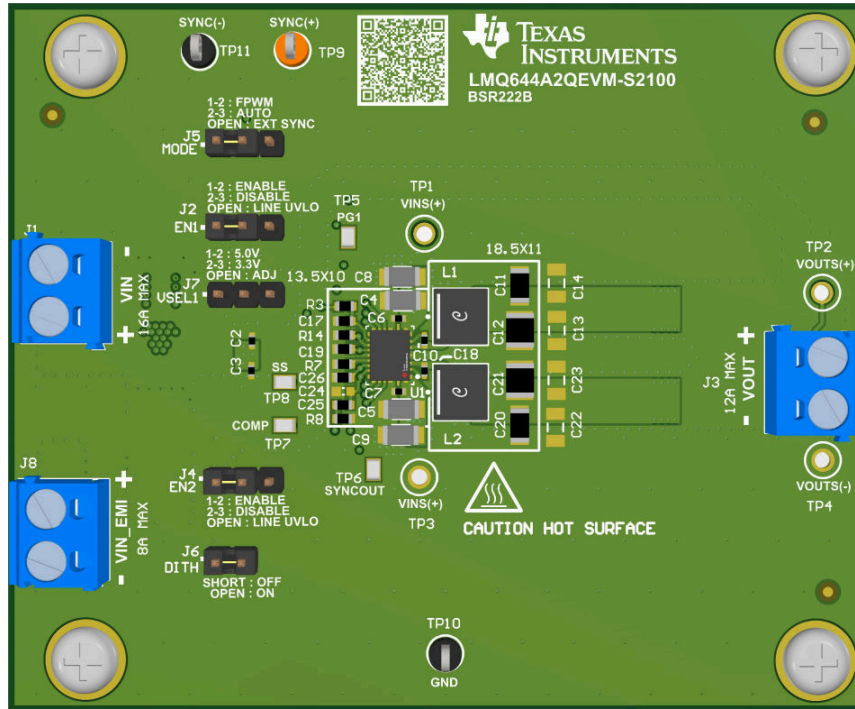 SYNC(-)
TP11
SYNC(+)
TP9
TEXAS
INSTRUMENTS
LMQ644A2QEVM-S2100
BSR222B
1-2 : FPWM
2-3 : AUTO
OPEN : EXT SYNC
J5
MODE
1-2 : ENABLE
2-3 : DISABLE
OPEN : LINE UVLO
J2
EN1
1-2 : 5.0V
2-3 : 3.3V
OPEN : ADJ
J7
VSEL1
J1
-
VIN
16A MAX
+
TP5
PG1
TP1
VINS(+)
13.5X10
18.5X11
C8
C4
C6
L1
R3
C17
R14
C19
R7
C26
C24
C25
R8
C10
C18
C7
U1
C5
C9
L2
C11
C12
C21
C20
C14
C13
C23
C22
C2
C3
SS
TP8
COMP
TP7
TP6
SYNCOUT
VINS(+)
TP3
CAUTION HOT SURFACE
TP2
VOUTS(+)
+
J3
VOUT
12A MAX
-
VOUTS(-)
TP4
J8
+
VIN_EMI
8A MAX
-
J4
EN2
1-2 : ENABLE
2-3 : DISABLE
OPEN : LINE UVLO
J6
DITH
SHORT : OFF
OPEN : ON
TP10
GND